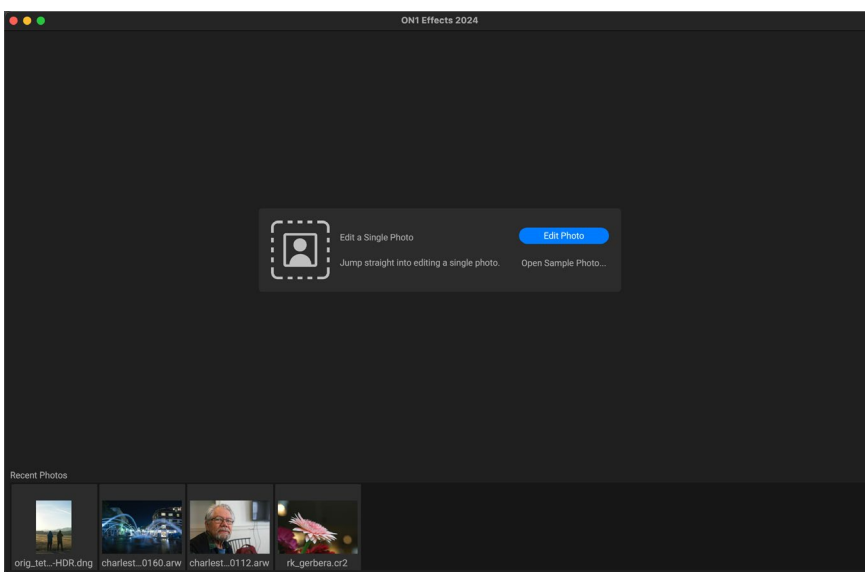 ON1 Effects 2024
Edit a Single Photo
Edit Photo
Jump straight into editing a single photo.
Open Sample Photo...
Recent Photos
orig_tet...-HDR.dng
charlest...0160.arw
charlest...0112.arw
rk_gerbera.cr2